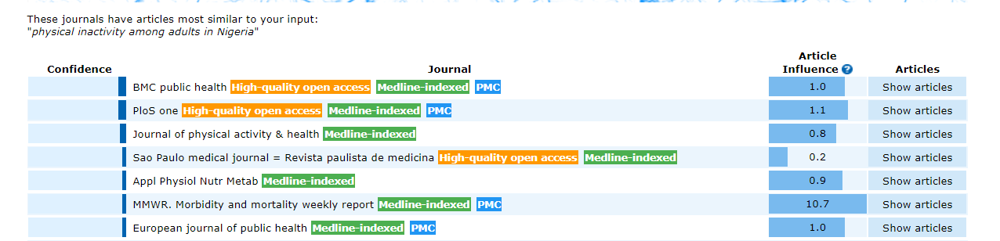 These journals have articles most similar to your input:
"physical inactivity among adults in Nigeria"
Confidence Journal Article Influence ? Articles
BMC public health High-quality open access Medline-indexed PMC 1.0 Show articles
PloS one High-quality open access Medline-indexed PMC 1.1 Show articles
Journal of physical activity & health Medline-indexed 0.8 Show articles
Sao Paulo medical journal = Revista paulista de medicina High-quality open access Medline-indexed 0.2 Show articles
Appl Physiol Nutr Metab Medline-indexed 0.9 Show articles
MMWR. Morbidity and mortality weekly report Medline-indexed PMC 10.7 Show articles
European journal of public health Medline-indexed PMC 1.0 Show articles